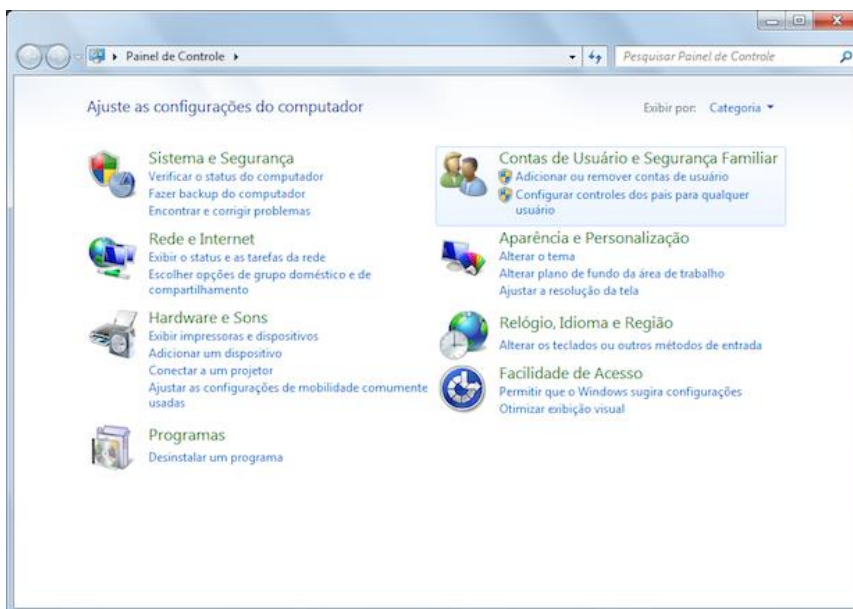 Painel de Controle
Pesquisar Painel de Controle
Ajuste as configurações do computador
Exibir por: Categoria
Sistema e Segurança
Verificar o status do computador
Fazer backup do computador
Encontrar e corrigir problemas
Rede e Internet
Exibir o status e as tarefas da rede
Escolher opções de grupo doméstico e de
compartilhamento
Hardware e Sons
Exibir impressoras e dispositivos
Adicionar um dispositivo
Conectar a um projetor
Ajustar as configurações de mobilidade comumente
usadas
Programas
Desinstalar um programa
Contas de Usuário e Segurança Familiar
Adicionar ou remover contas de usuário
Configurar controles dos pais para qualquer
usuário
Aparência e Personalização
Alterar o tema
Alterar plano de fundo da área de trabalho
Ajustar a resolução da tela
Relógio, Idioma e Região
Alterar os teclados ou outros métodos de entrada
Facilidade de Acesso
Permitir que o Windows sugira configurações
Otimizar exibição visual